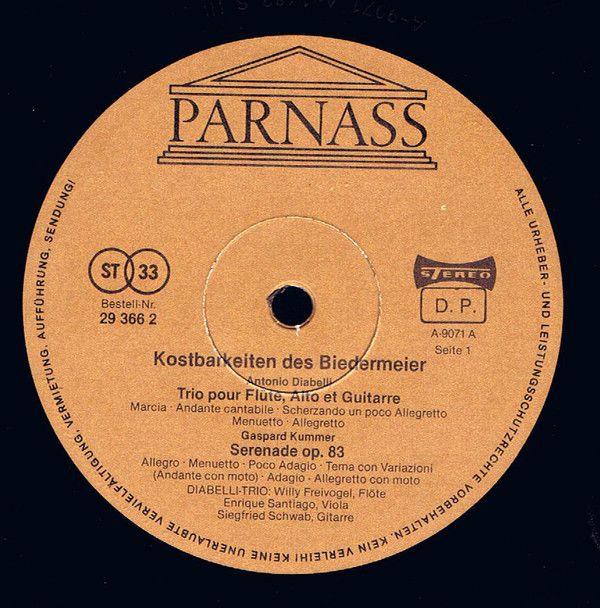 PARNASS
ALLE URHEBER- UND LEISTUNGSSCHUTZRECHTE VORBEHALTEN. KEIN VERLEIH! KEINE UNERLAUBTE VERVIELFÄLTIGUNG, VERMIETUNG, AUFFÜHRUNG, SENDUNG!
ST 33
Bestell-Nr.
29 366 2
STEREO
D. P.
A-9071 A
Seite 1
Kostbarkeiten des Biedermeier
Antonio Diabelli
Trio pour Flute, Alto et Guitarre
Marcia · Andante cantabile · Scherzando un poco Allegretto
Menuetto · Allegretto
Gaspard Kummer
Serenade op. 83
Allegro · Menuetto · Poco Adagio · Tema con Variazioni
(Andante con moto) · Adagio - Allegretto con moto
DIABELLI-TRIO: Willy Freivogel, Flöte
Enrique Santiago, Viola
Siegfried Schwab, Gitarre